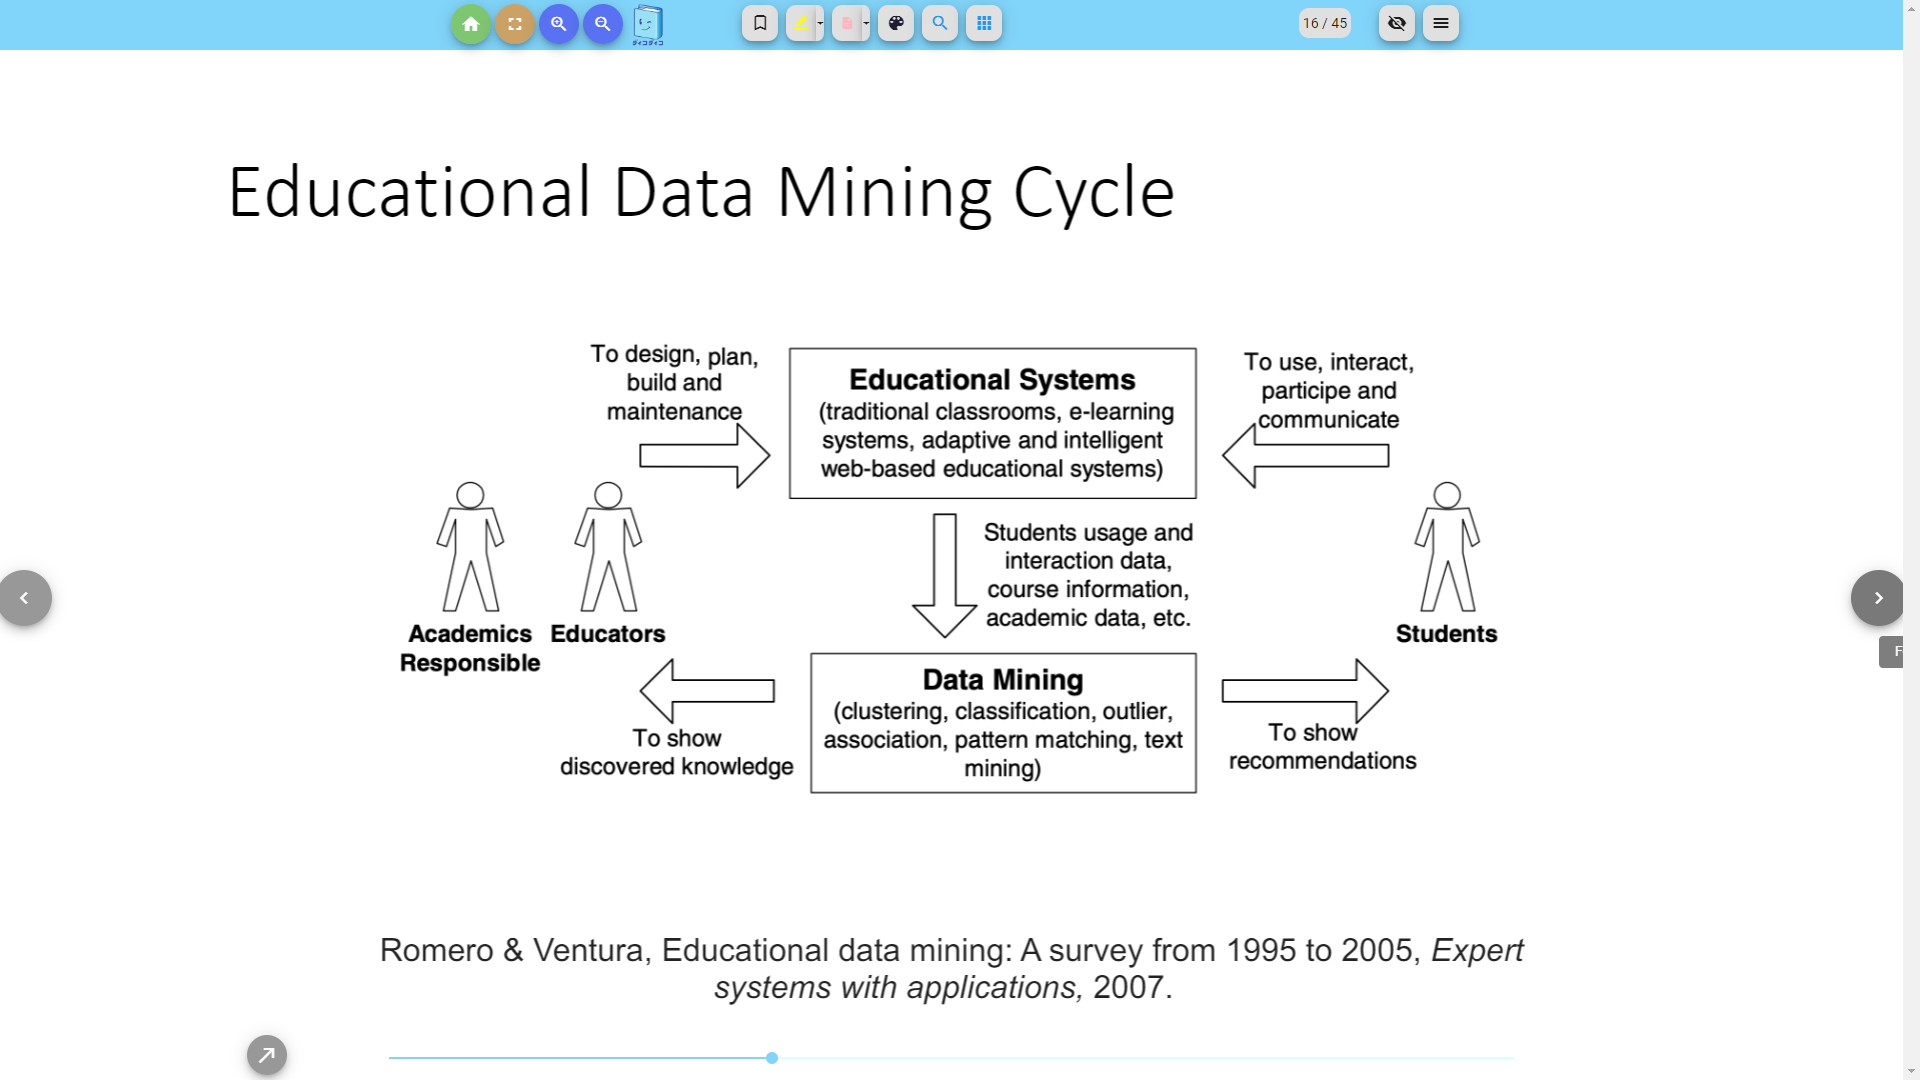 16 / 45
Educational Data Mining Cycle
To design, plan,
build and
maintenance
Educational Systems
(traditional classrooms, e-learning
systems, adaptive and intelligent
web-based educational systems)
To use, interact,
participe and
communicate
Students usage and
interaction data,
course information,
academic data, etc.
Academics
Responsible
Educators
Students
Data Mining
(clustering, classification, outlier,
association, pattern matching, text
mining)
To show
discovered knowledge
To show
recommendations
Romero & Ventura, Educational data mining: A survey from 1995 to 2005, Expert
systems with applications, 2007.